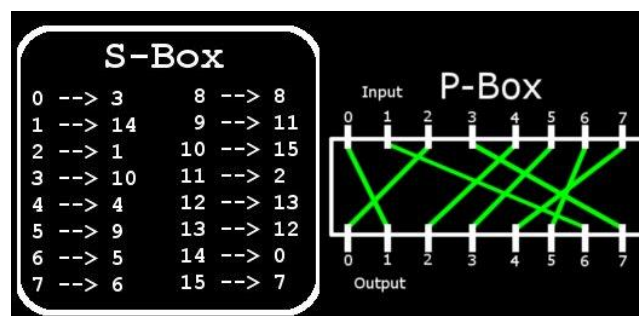 S-Box
0 --> 3 8 --> 8
1 --> 14 9 --> 11
2 --> 1 10 --> 15
3 --> 10 11 --> 2
4 --> 4 12 --> 13
5 --> 9 13 --> 12
6 --> 5 14 --> 0
7 --> 6 15 --> 7
Input P-Box
0 1 2 3 4 5 6 7
0 1 2 3 4 5 6 7
Output